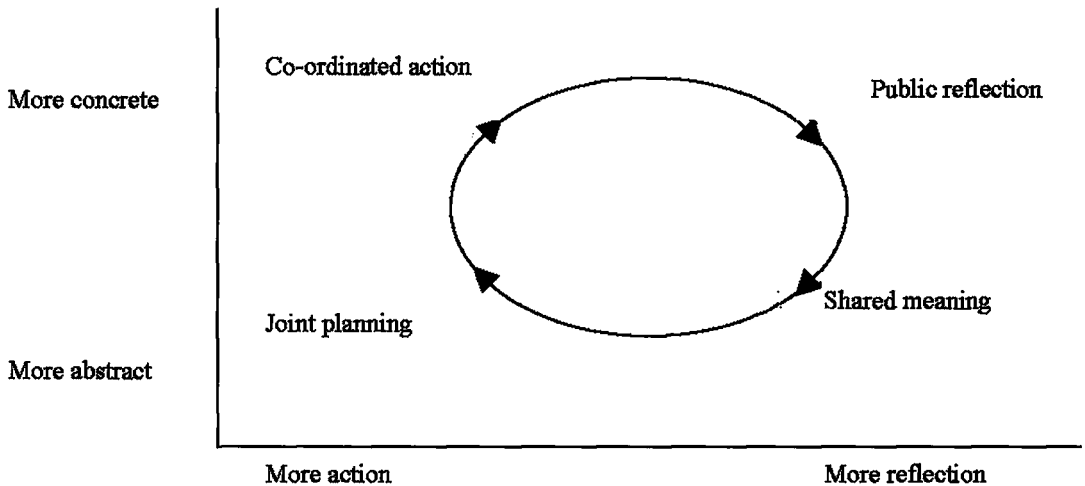 Co-ordinated action
More concrete
Public reflection
Shared meaning
Joint planning
More abstract
More action
More reflection